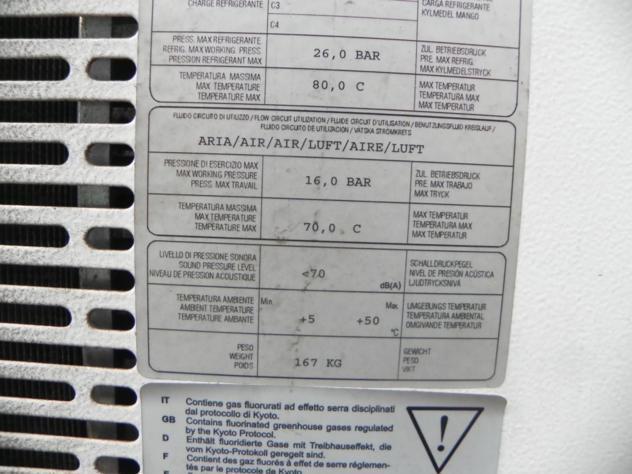 CHARGE REFRIGERANT
C3
CARGA REFRIGERANTE
KYLMEDEL MANGD
C4
PRESS. MAX REFRIGERANTE
REFRIG. MAX WORKING PRESS.
PRESSION REFRIGERANT MAX
26,0 BAR
ZUL. BETRIEBSDRUCK
PRE. MAX REFRIG.
MAX KYLMEDELSTRYCK
TEMPERATURA MASSIMA
MAX TEMPERATURE
TEMPERATURE MAX
80,0 C
MAX TEMPERATUR
TEMPERATURA MAX
MAX TEMPERATUR
FLUIDO CIRCUITO DI UTILIZZO / FLOW CIRCUIT UTILIZATION / FLUIDE CIRCUIT D'UTILISATION / BENUTZUNGSFLUID KREISLAUF /
FLUIDO CIRCUITO DE UTILIZACION / VÄTSKA STRÖMKRETS
ARIA/AIR/AIR/LUFT/AIRE/LUFT
PRESSIONE DI ESERCIZIO MAX
MAX WORKING PRESSURE
PRESS. MAX TRAVAIL
16,0 BAR
ZUL. BETRIEBSDRUCK
PRE. MAX TRABAJO
MAX TRYCK
TEMPERATURA MASSIMA
MAX TEMPERATURE
TEMPERATURE MAX
70,0 C
MAX TEMPERATUR
TEMPERATURA MAX
MAX TEMPERATUR
LIVELLO DI PRESSIONE SONORA
SOUND PRESSURE LEVEL
NIVEAU DE PRESSION ACOUSTIQUE
<70
dB(A)
SCHALLDRUCKPEGEL
NIVEL DE PRESIÓN ACÚSTICA
LJUDTRYCKSNIVÅ
TEMPERATURA AMBIENTE
AMBIENT TEMPERATURE
TEMPERATURE AMBANTE
Min.
Max.
+5 +50
°C
UMGEBUNGS TEMPERATUR
TEMPERATURA AMBIENTAL
OMGIVANDE TEMPERATUR
PESO
WEIGHT
POIDS
167 KG
GEWICHT
PESO
VIKT
IT Contiene gas fluorurati ad effetto serra disciplinati
dal protocollo di Kyoto.
GB Contains fluorinated greenhouse gases regulated
by the Kyoto Protocol.
D Enthält fluoridierte Gase mit Treibhauseffekt, die
vom Kyoto-Protokoll geregelt sind.
F Contient des gaz fluorés à effet de serre réglemen-
tés par le protocole de Kyoto.